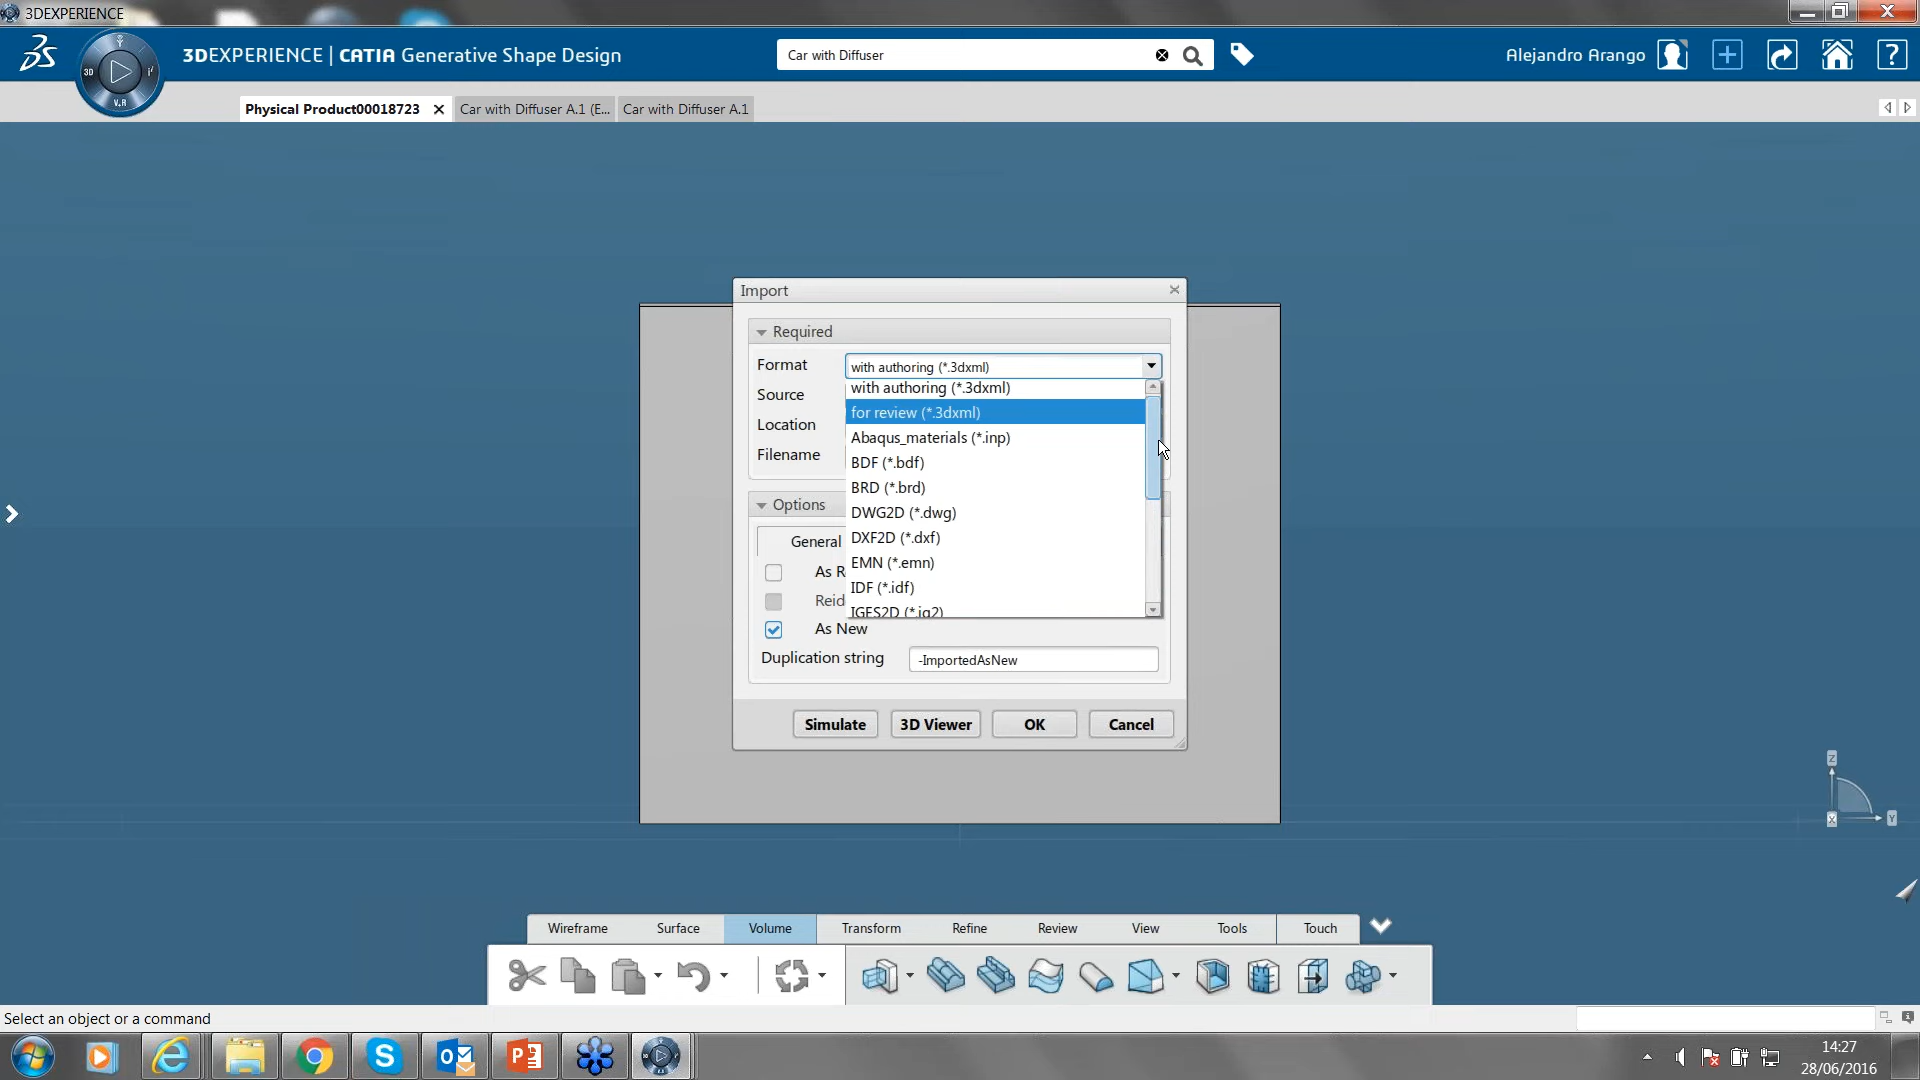 3DEXPERIENCE
3DEXPERIENCE | CATIA Generative Shape Design
Car with Diffuser
Alejandro Arango
3D
V.R
Physical Product00018723
Car with Diffuser A.1 (E...
Car with Diffuser A.1
Import
Required
Format
with authoring (*.3dxml)
Source
with authoring (*.3dxml)
for review (*.3dxml)
Location
Abaqus_materials (*.inp)
Filename
BDF (*.bdf)
BRD (*.brd)
Options
DWG2D (*.dwg)
General
DXF2D (*.dxf)
EMN (*.emn)
As R
IDF (*.idf)
Reid
IGES2D (*.ig2)
As New
Duplication string
-ImportedAsNew
Simulate
3D Viewer
OK
Cancel
Z
X
Y
Wireframe
Surface
Volume
Transform
Refine
Review
View
Tools
Touch
Select an object or a command
14:27
28/06/2016